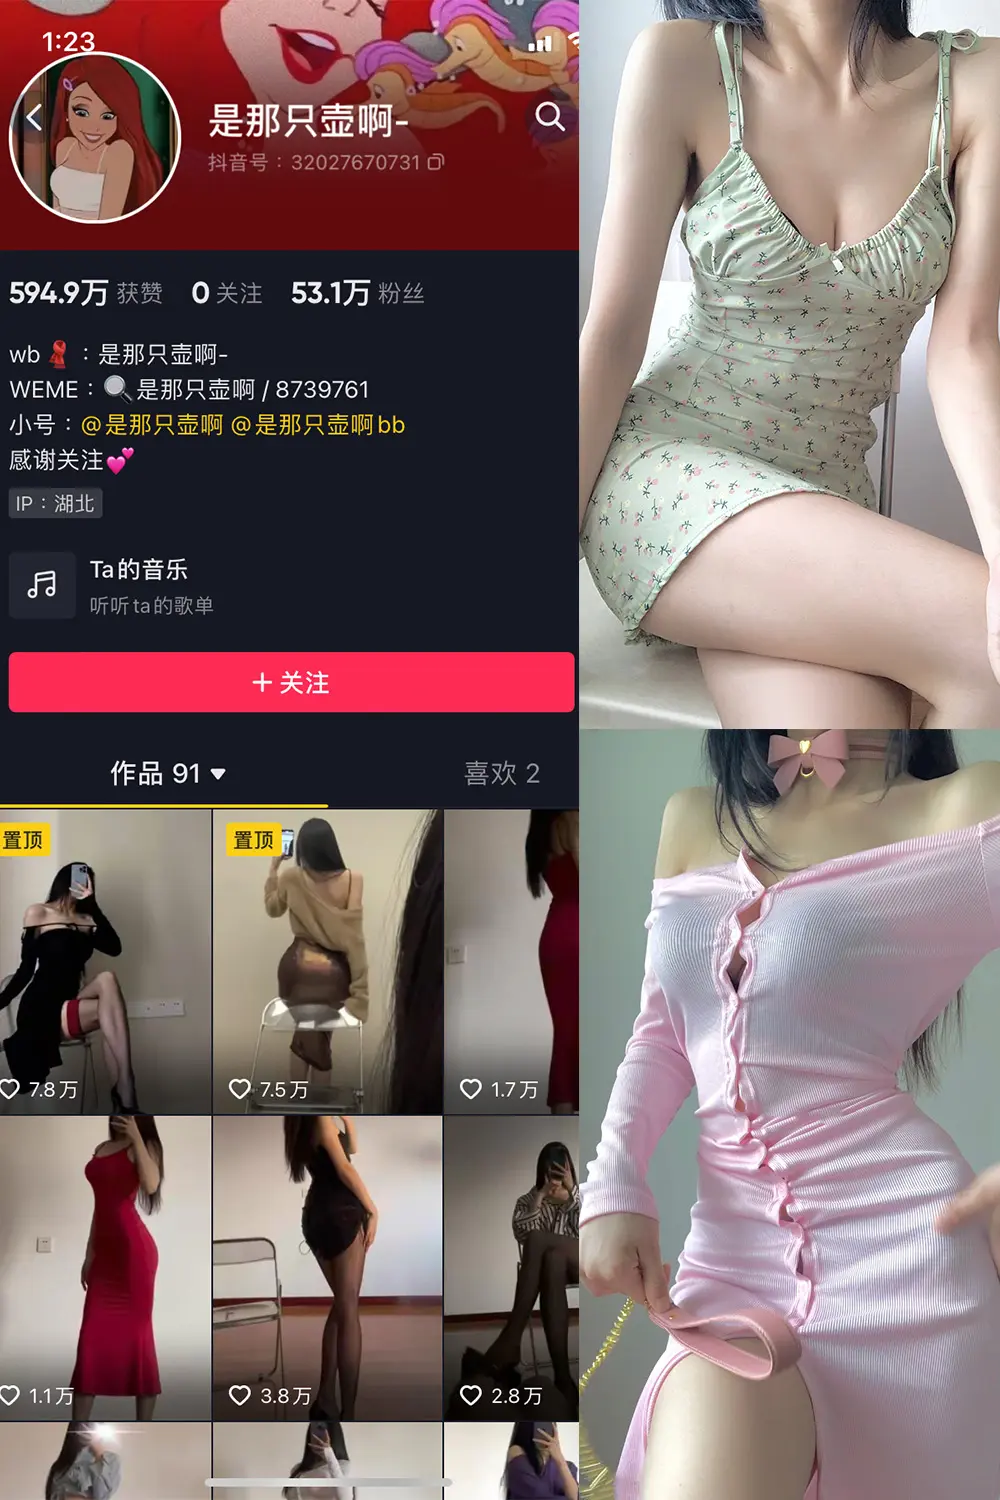 1:23
是那只壶啊-
抖音号：32027670731
594.9万 获赞 0 关注 53.1万 粉丝
wb ：是那只壶啊-
WEME：是那只壶啊 / 8739761
小号：@是那只壶啊 @是那只壶啊bb
感谢关注
IP：湖北
Ta的音乐
听听ta的歌单
+ 关注
作品 91 喜欢 2
置顶 置顶
7.8万 7.5万 1.7万
1.1万 3.8万 2.8万